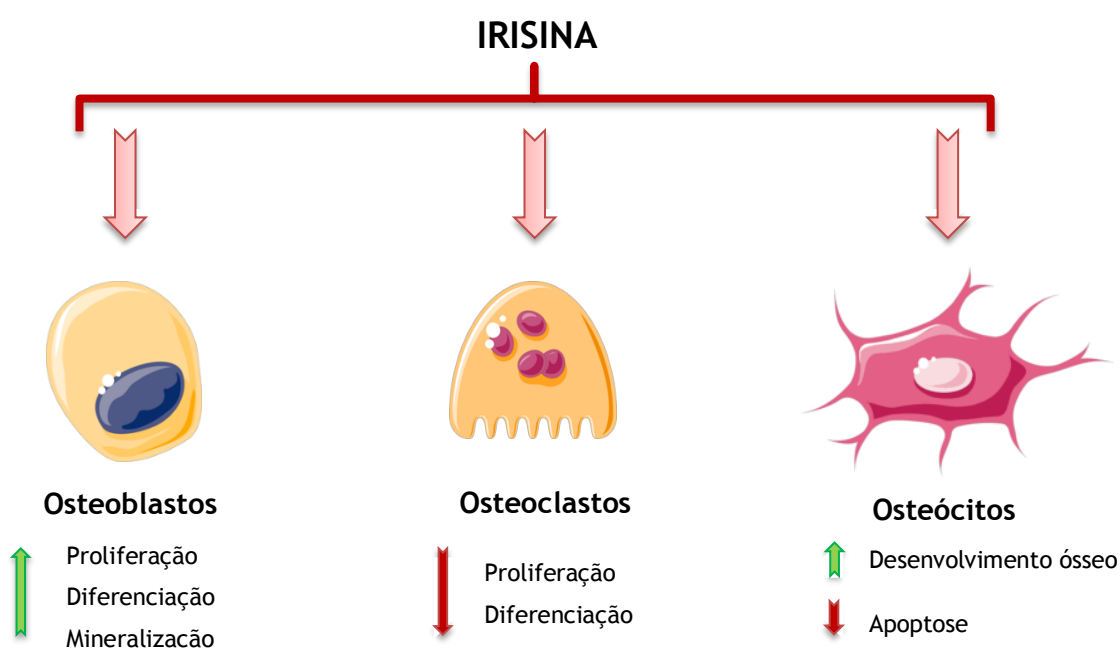 IRISINA
Osteoblastos
Proliferação
Diferenciação
Mineralização
Osteoclastos
Proliferação
Diferenciação
Osteócitos
Desenvolvimento ósseo
Apoptose